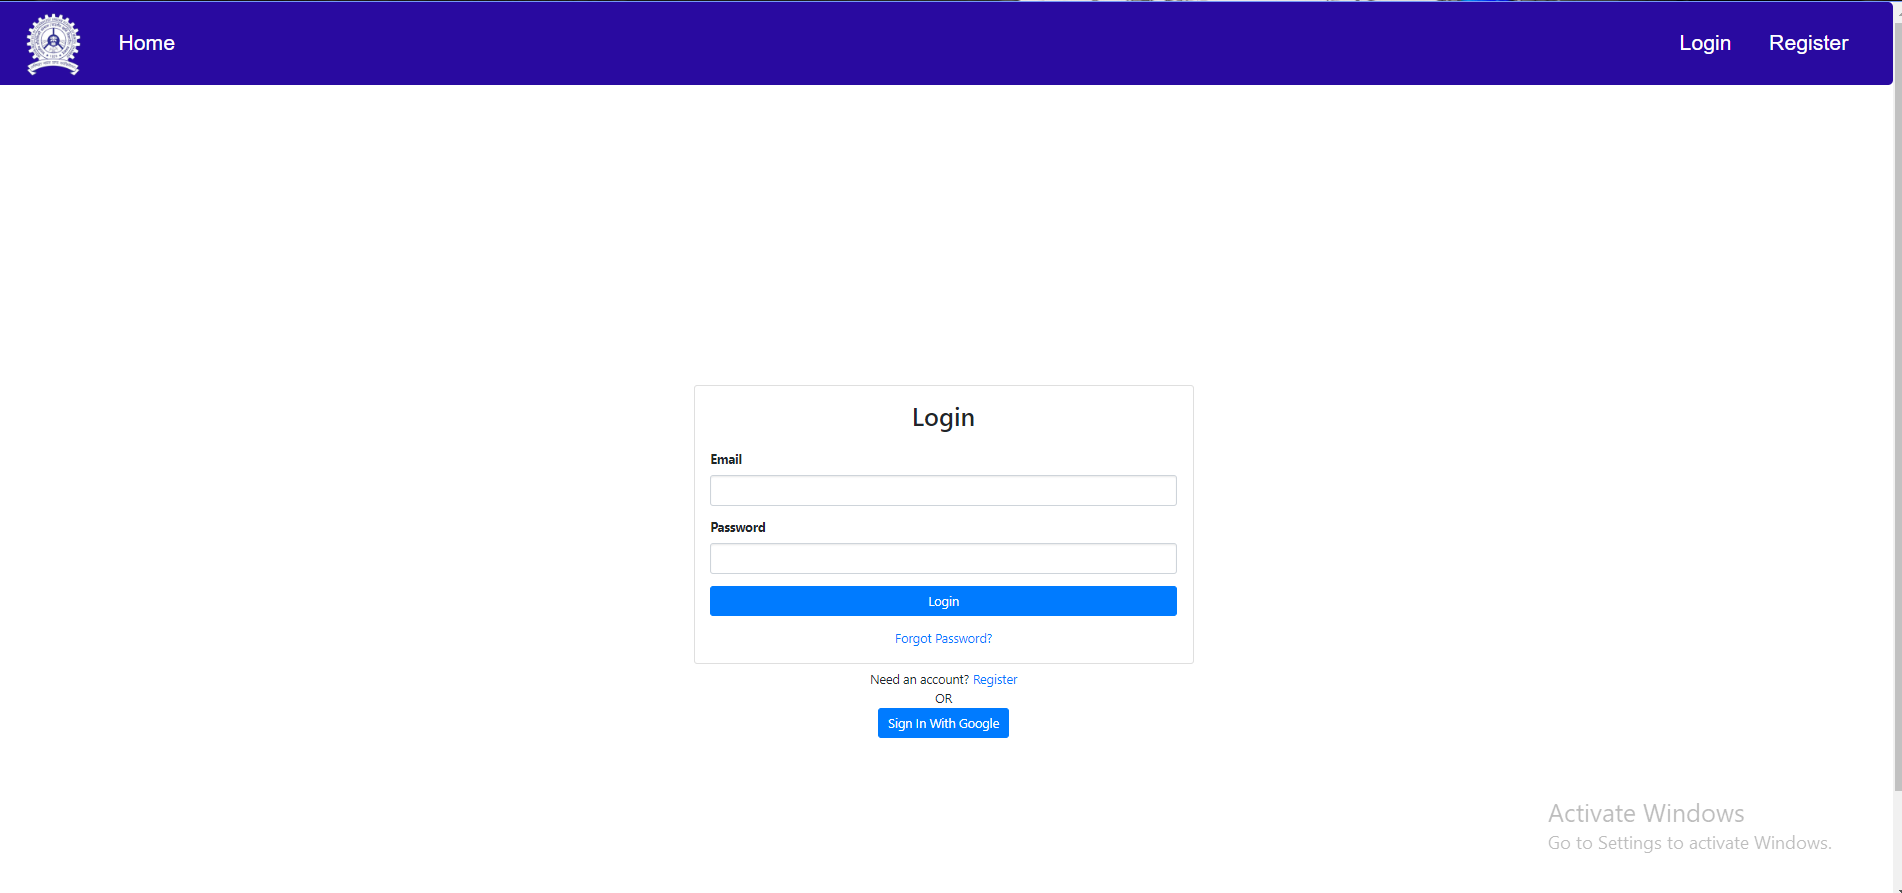 Home
Login
Register
Login
Email
Password
Login
Forgot Password?
Need an account? Register
OR
Sign In With Google
Activate Windows
Go to Settings to activate Windows.